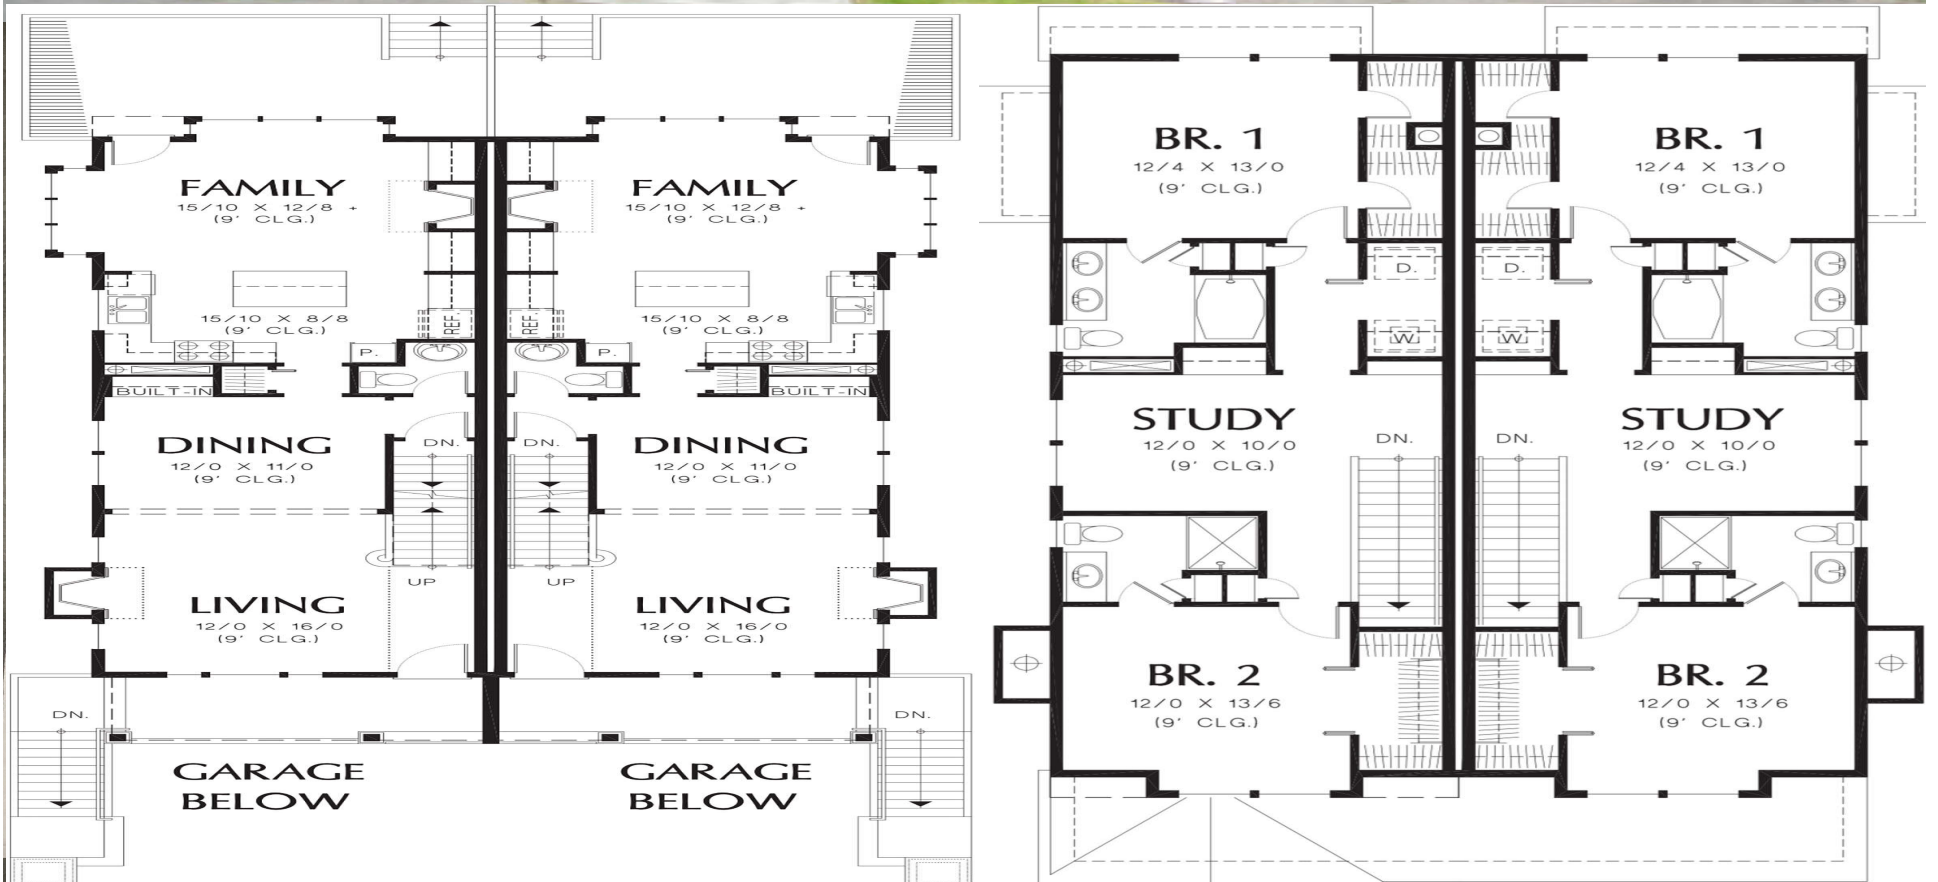 FAMILY
15/10 X 12/8 +
(9' CLG.)
REF.
15/10 X 8/8
(9' CLG.)
P.
BUILT-IN
DINING
12/0 X 11/0
(9' CLG.)
DN.
UP
LIVING
12/0 X 16/0
(9' CLG.)
DN.
GARAGE
BELOW
FAMILY
15/10 X 12/8 +
(9' CLG.)
REF.
15/10 X 8/8
(9' CLG.)
P.
BUILT-IN
DN.
DINING
12/0 X 11/0
(9' CLG.)
UP
LIVING
12/0 X 16/0
(9' CLG.)
DN.
GARAGE
BELOW
BR. 1
12/4 X 13/0
(9' CLG.)
D.
W.
STUDY
12/0 X 10/0
(9' CLG.)
DN.
BR. 2
12/0 X 13/6
(9' CLG.)
BR. 1
12/4 X 13/0
(9' CLG.)
D.
W.
STUDY
12/0 X 10/0
(9' CLG.)
DN.
BR. 2
12/0 X 13/6
(9' CLG.)